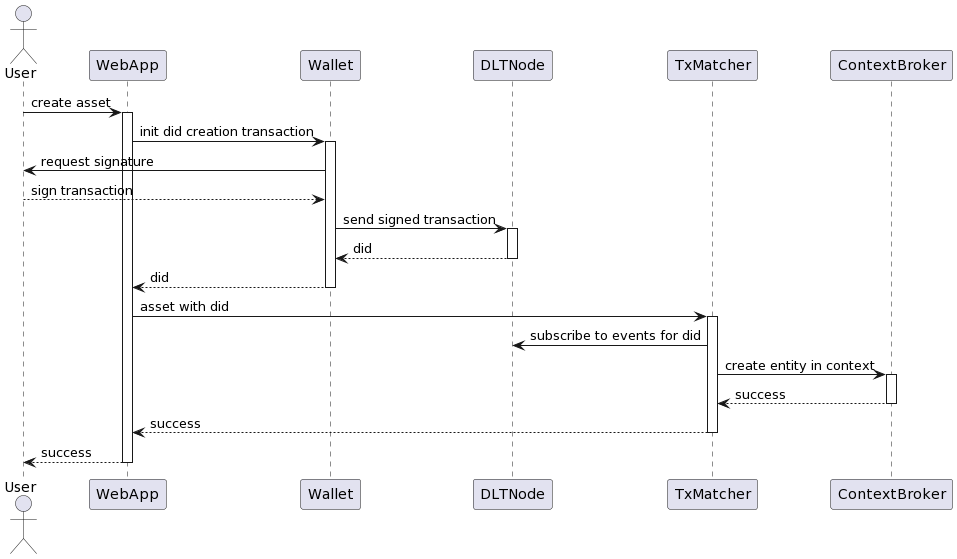 User
WebApp
Wallet
DLTNode
TxMatcher
ContextBroker
create asset
init did creation transaction
request signature
sign transaction
send signed transaction
did
did
asset with did
subscribe to events for did
create entity in context
success
success
success
User
WebApp
Wallet
DLTNode
TxMatcher
ContextBroker